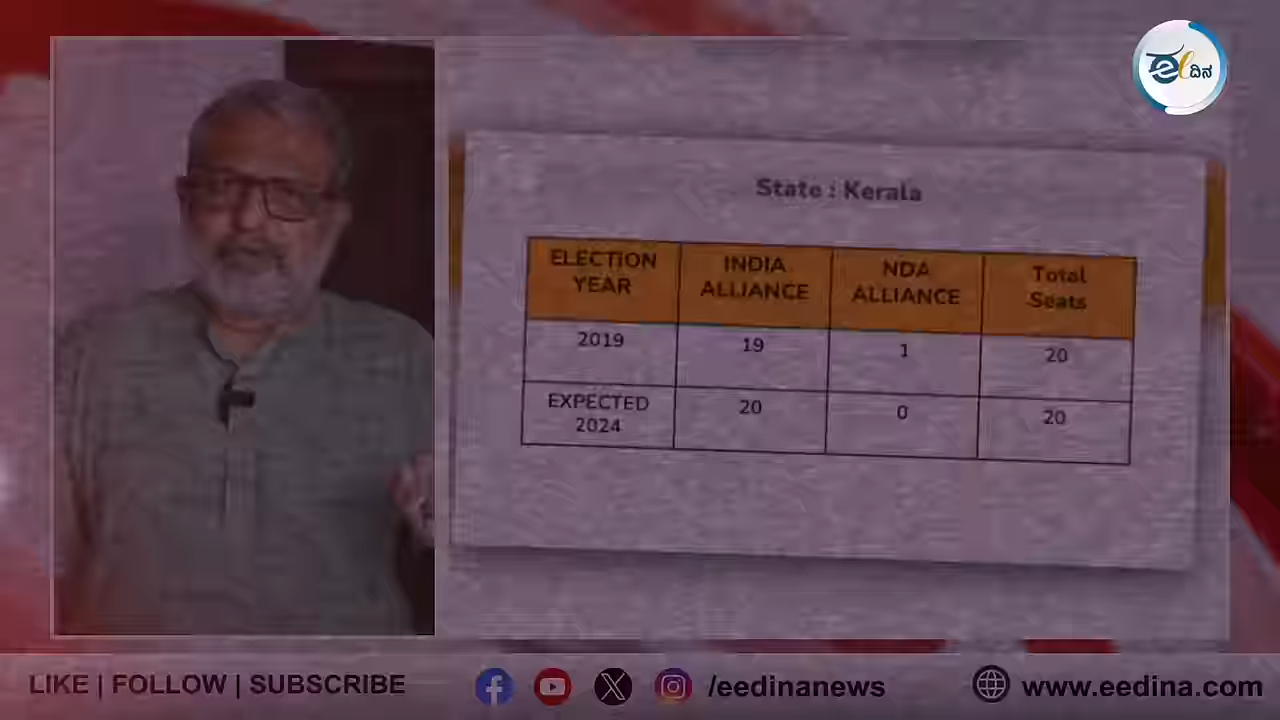 ಈದಿನ
State : Kerala
ELECTION YEAR | INDIA ALLIANCE | NDA ALLIANCE | Total Seats
2019 | 19 | 1 | 20
EXPECTED 2024 | 20 | 0 | 20
LIKE | FOLLOW | SUBSCRIBE
/eedinanews
www.eedina.com